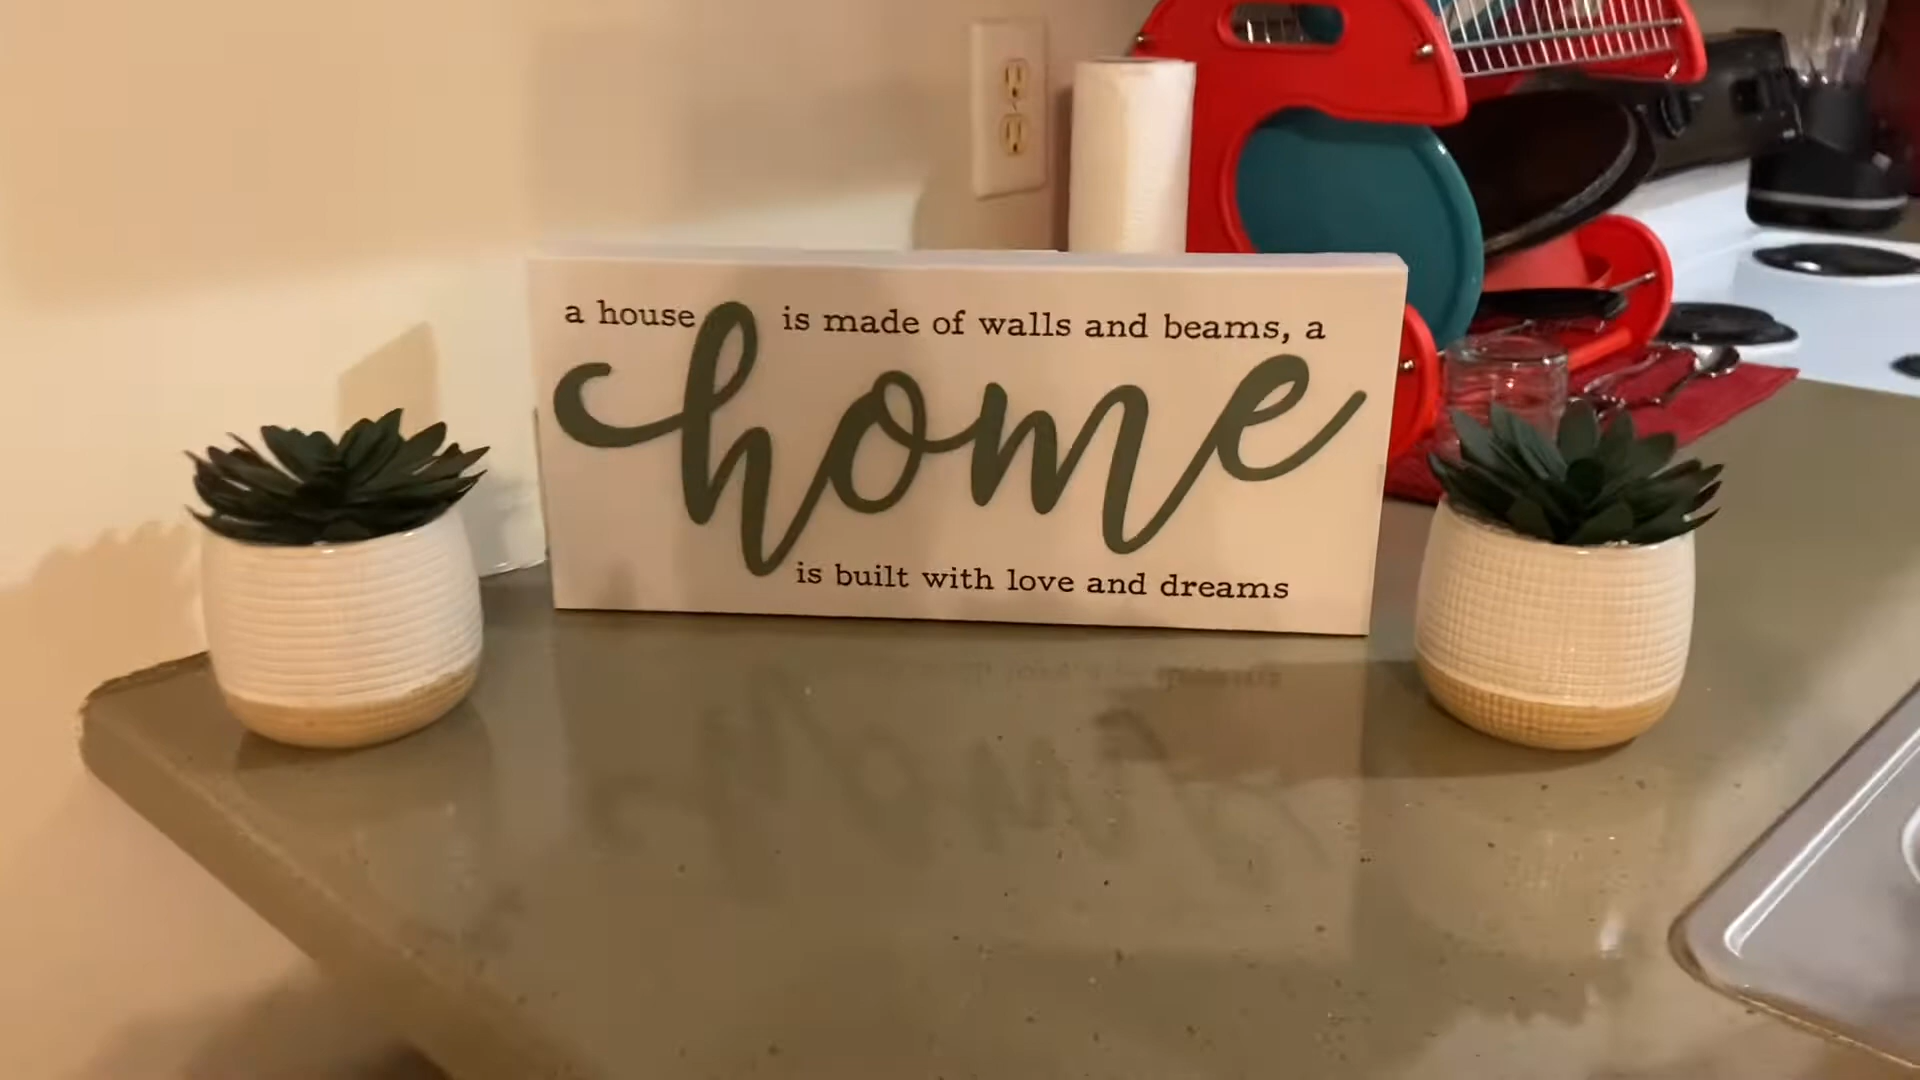 a house is made of walls and beams, a
home
is built with love and dreams